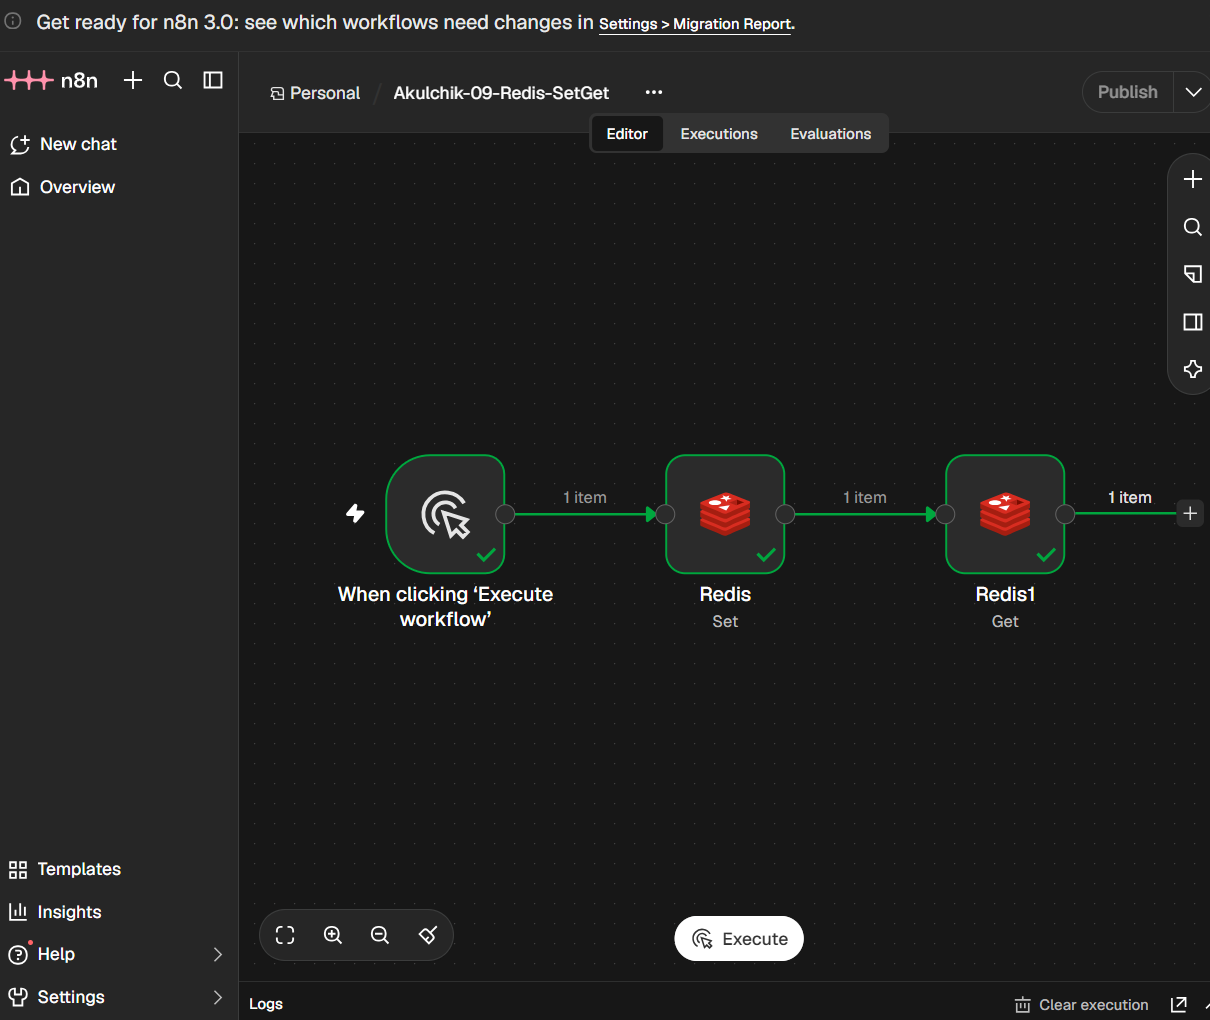 Get ready for n8n 3.0: see which workflows need changes in Settings > Migration Report.
n8n
Personal / Akulchik-09-Redis-SetGet ...
Publish
Editor Executions Evaluations
New chat
Overview
1 item
1 item
1 item
When clicking ‘Execute
workflow’
Redis
Set
Redis1
Get
Templates
Insights
Help
Settings
Execute
Logs
Clear execution